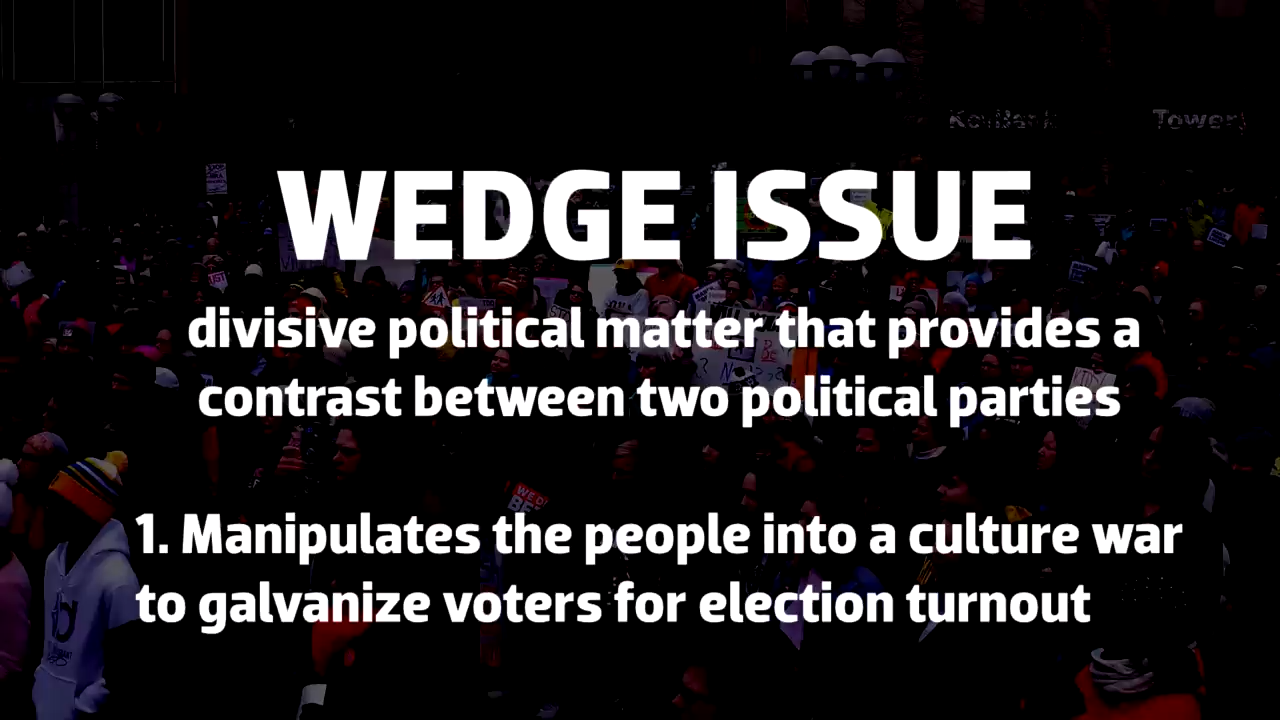 Tower
WEDGE ISSUE
divisive political matter that provides a
contrast between two political parties
1. Manipulates the people into a culture war
to galvanize voters for election turnout